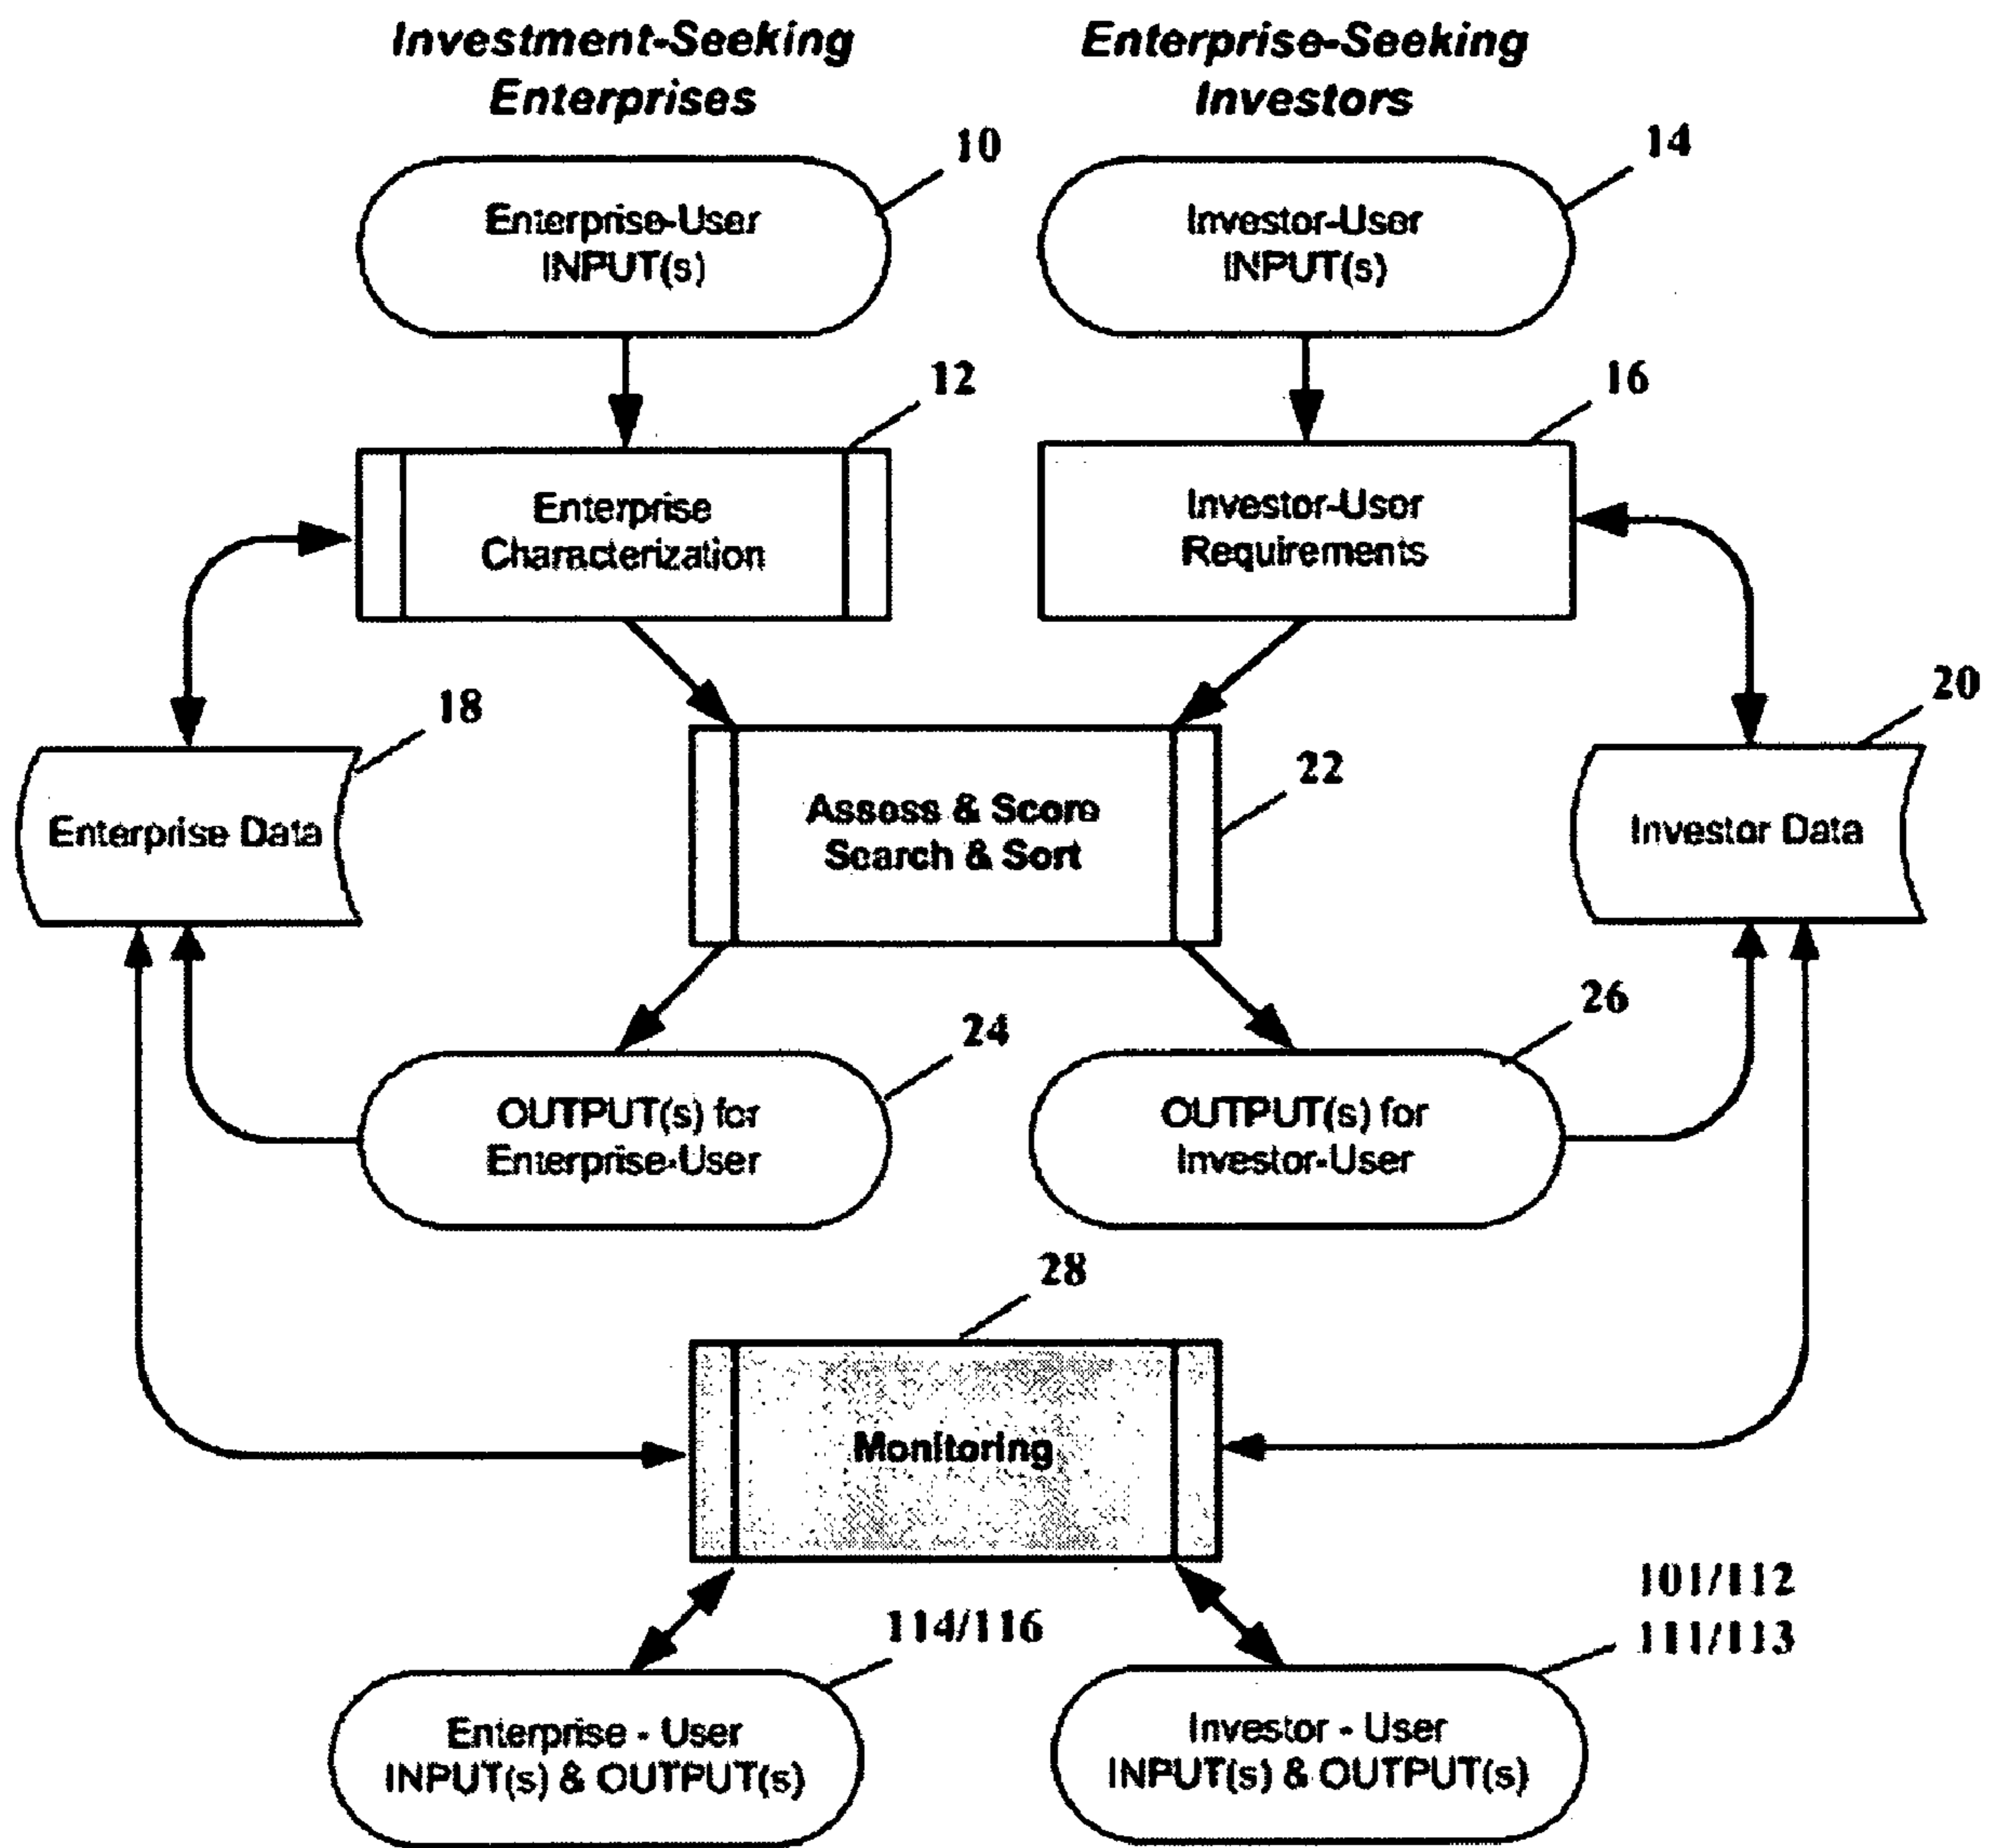 Investment-Seeking
Enterprises
Enterprise-Seeking
Investors
10
14
Enterprise-User
INPUT(s)
Investor-User
INPUT(s)
12
16
Enterprise
Characterization
Investor-User
Requirements
18
20
Enterprise Data
Assess & Score
Search & Sort
22
Investor Data
24
26
OUTPUT(s) for
Enterprise-User
OUTPUT(s) for
Investor-User
28
Monitoring
101/112
111/113
114/116
Enterprise - User
INPUT(s) & OUTPUT(s)
Investor - User
INPUT(s) & OUTPUT(s)